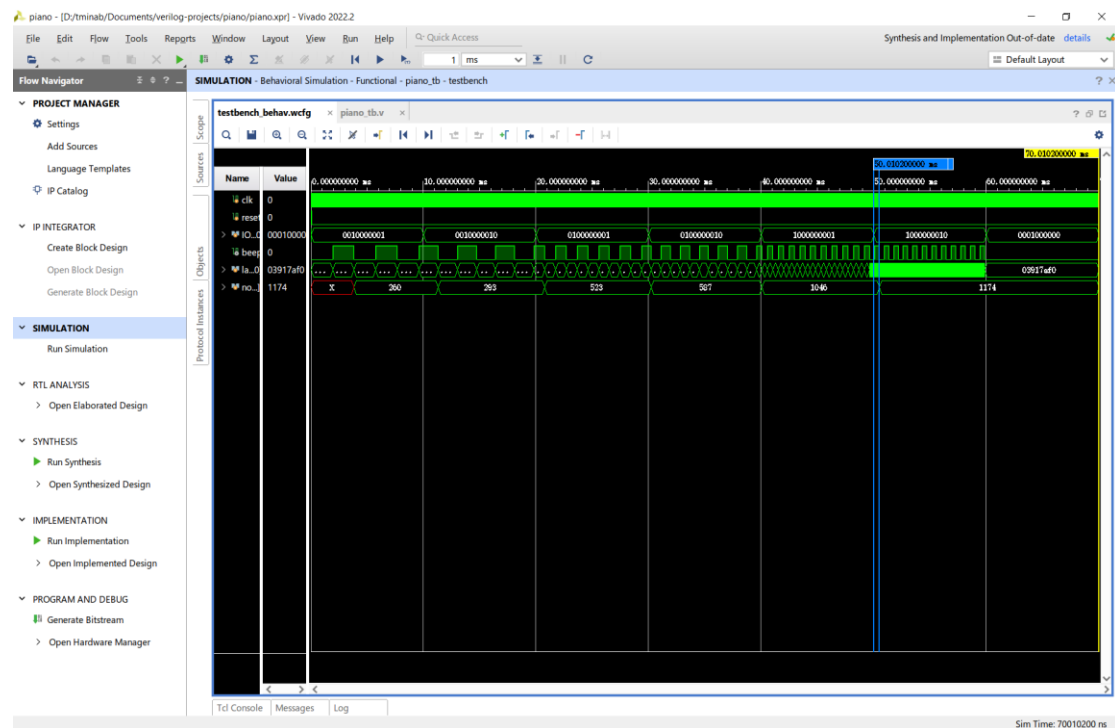 piano - [D:/tminab/Documents/verilog-projects/piano/piano.xpr] - Vivado 2022.2
File Edit Flow Tools Reports Window Layout View Run Help Q- Quick Access Synthesis and Implementation Out-of-date details
1 ms Default Layout
Flow Navigator SIMULATION - Behavioral Simulation - Functional - piano_tb - testbench
PROJECT MANAGER
Settings
Add Sources
Language Templates
IP Catalog
IP INTEGRATOR
Create Block Design
Open Block Design
Generate Block Design
SIMULATION
Run Simulation
RTL ANALYSIS
Open Elaborated Design
SYNTHESIS
Run Synthesis
Open Synthesized Design
IMPLEMENTATION
Run Implementation
Open Implemented Design
PROGRAM AND DEBUG
Generate Bitstream
Open Hardware Manager
Scope
Sources
Objects
Protocol Instances
testbench_behav.wcfg piano_tb.v
70.010200000 ms
50.010200000 ms
Name Value 0.000000000 ms 10.000000000 ms 20.000000000 ms 30.000000000 ms 40.000000000 ms 50.000000000 ms 60.000000000 ms
clk 0
reset 0
IO...0 00010000 0010000001 0010000010 0100000001 0100000010 1000000001 1000000010 0001000000
beep 0
la...0 03917af0 03917af0
no...] 1174 X 260 293 523 587 1046 1174
Tcl Console Messages Log
Sim Time: 70010200 ns